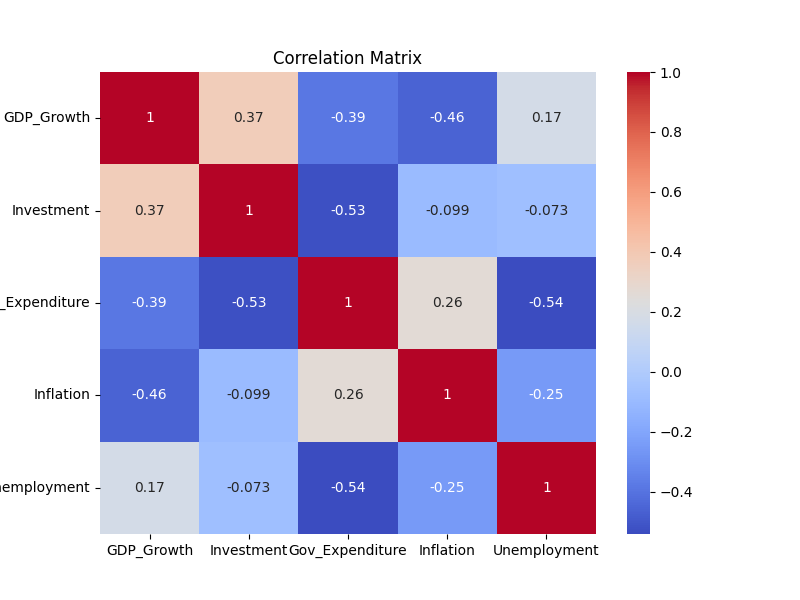 Correlation Matrix
GDP_Growth 1 0.37 -0.39 -0.46 0.17
Investment 0.37 1 -0.53 -0.099 -0.073
_Expenditure -0.39 -0.53 1 0.26 -0.54
Inflation -0.46 -0.099 0.26 1 -0.25
employment 0.17 -0.073 -0.54 -0.25 1
GDP_Growth Investment Gov_Expenditure Inflation Unemployment
1.0
0.8
0.6
0.4
0.2
0.0
−0.2
−0.4